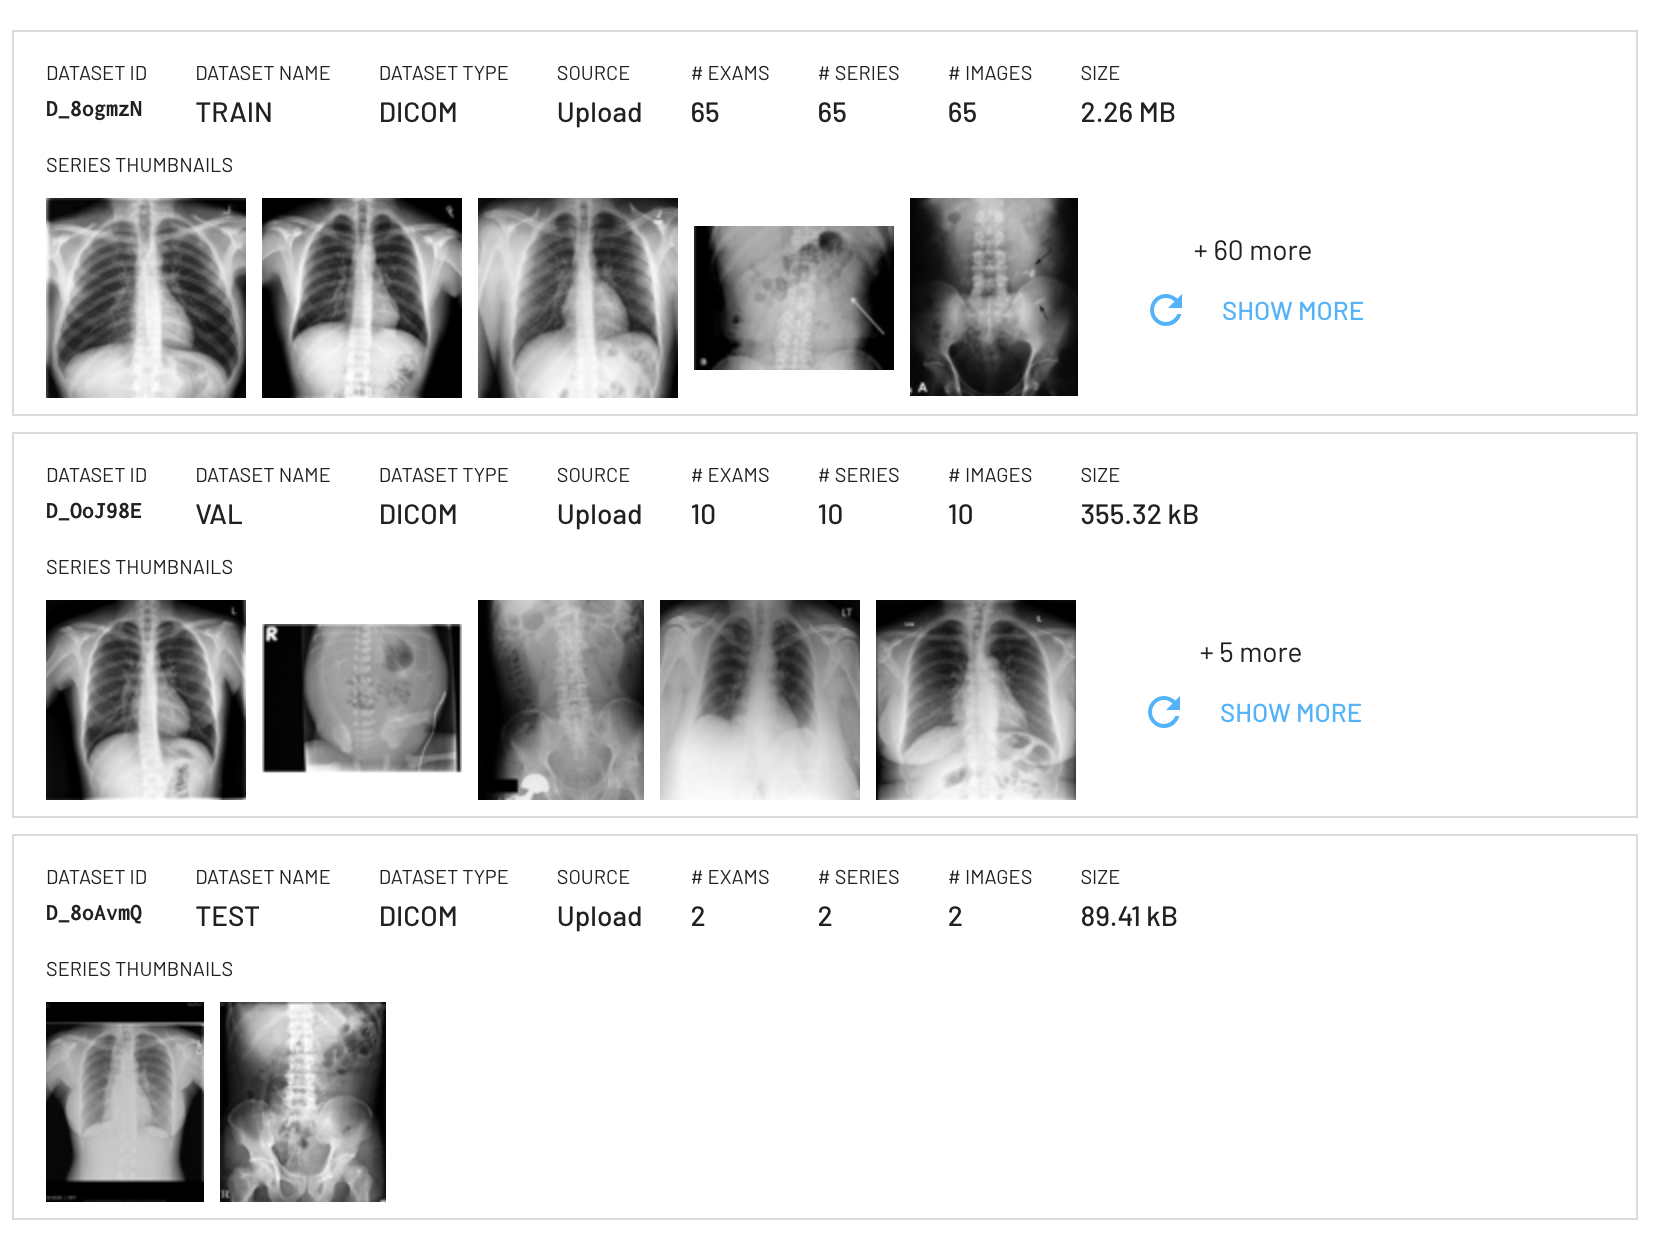 DATASET ID DATASET NAME DATASET TYPE SOURCE # EXAMS # SERIES # IMAGES SIZE
D_8ogmzN TRAIN DICOM Upload 65 65 65 2.26 MB
SERIES THUMBNAILS
A
+ 60 more
SHOW MORE
DATASET ID DATASET NAME DATASET TYPE SOURCE # EXAMS # SERIES # IMAGES SIZE
D_OoJ98E VAL DICOM Upload 10 10 10 355.32 kB
SERIES THUMBNAILS
L
R
LT
L
+ 5 more
SHOW MORE
DATASET ID DATASET NAME DATASET TYPE SOURCE # EXAMS # SERIES # IMAGES SIZE
D_8oAvmQ TEST DICOM Upload 2 2 2 89.41 kB
SERIES THUMBNAILS